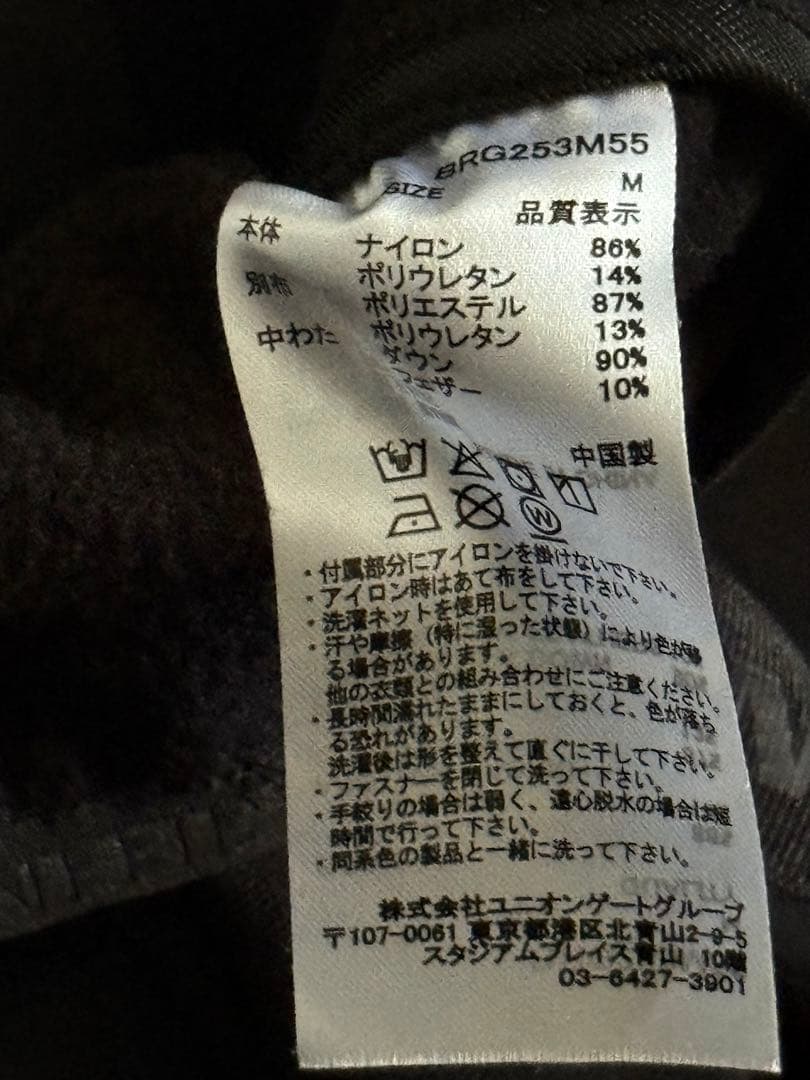 BRG253M55
SIZE M
品質表示
本体 ナイロン 86%
ポリウレタン 14%
別布 ポリエステル 87%
ポリウレタン 13%
中わた ダウン 90%
フェザー 10%
中国製
・付属部分にアイロンを掛けないで下さい。
・アイロン時はあて布をして下さい。
・洗濯ネットを使用して下さい。
・汗や摩擦（特に湿った状態）により色が移
る場合があります。
他の衣類との組み合わせにご注意ください。
・長時間濡れたままにしておくと、色が落ち
る恐れがあります。
洗濯後は形を整えて直ぐに干して下さい。
・ファスナーを閉じて洗って下さい。
・手絞りの場合は弱く、遠心脱水の場合は短
時間で行って下さい。
・同系色の製品と一緒に洗って下さい。
株式会社ユニオンゲートグループ
〒107-0061 東京都港区北青山2-9-5
スタジアムプレイス青山 10階
03-6427-3901